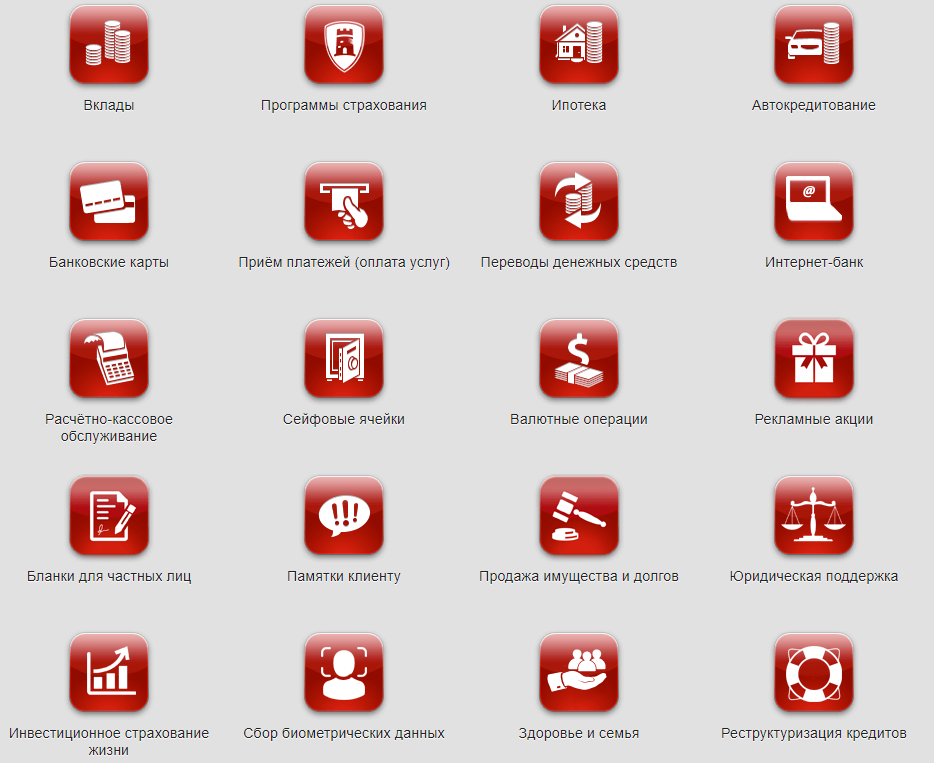 Вклады
Программы страхования
Ипотека
Автокредитование
Банковские карты
Приём платежей (оплата услуг)
Переводы денежных средств
@
Интернет-банк
$
Расчётно-кассовое
обслуживание
Сейфовые ячейки
Валютные операции
Рекламные акции
Бланки для частных лиц
!!!
Памятки клиенту
Продажа имущества и долгов
Юридическая поддержка
Инвестиционное страхование
жизни
Сбор биометрических данных
Здоровье и семья
Реструктуризация кредитов